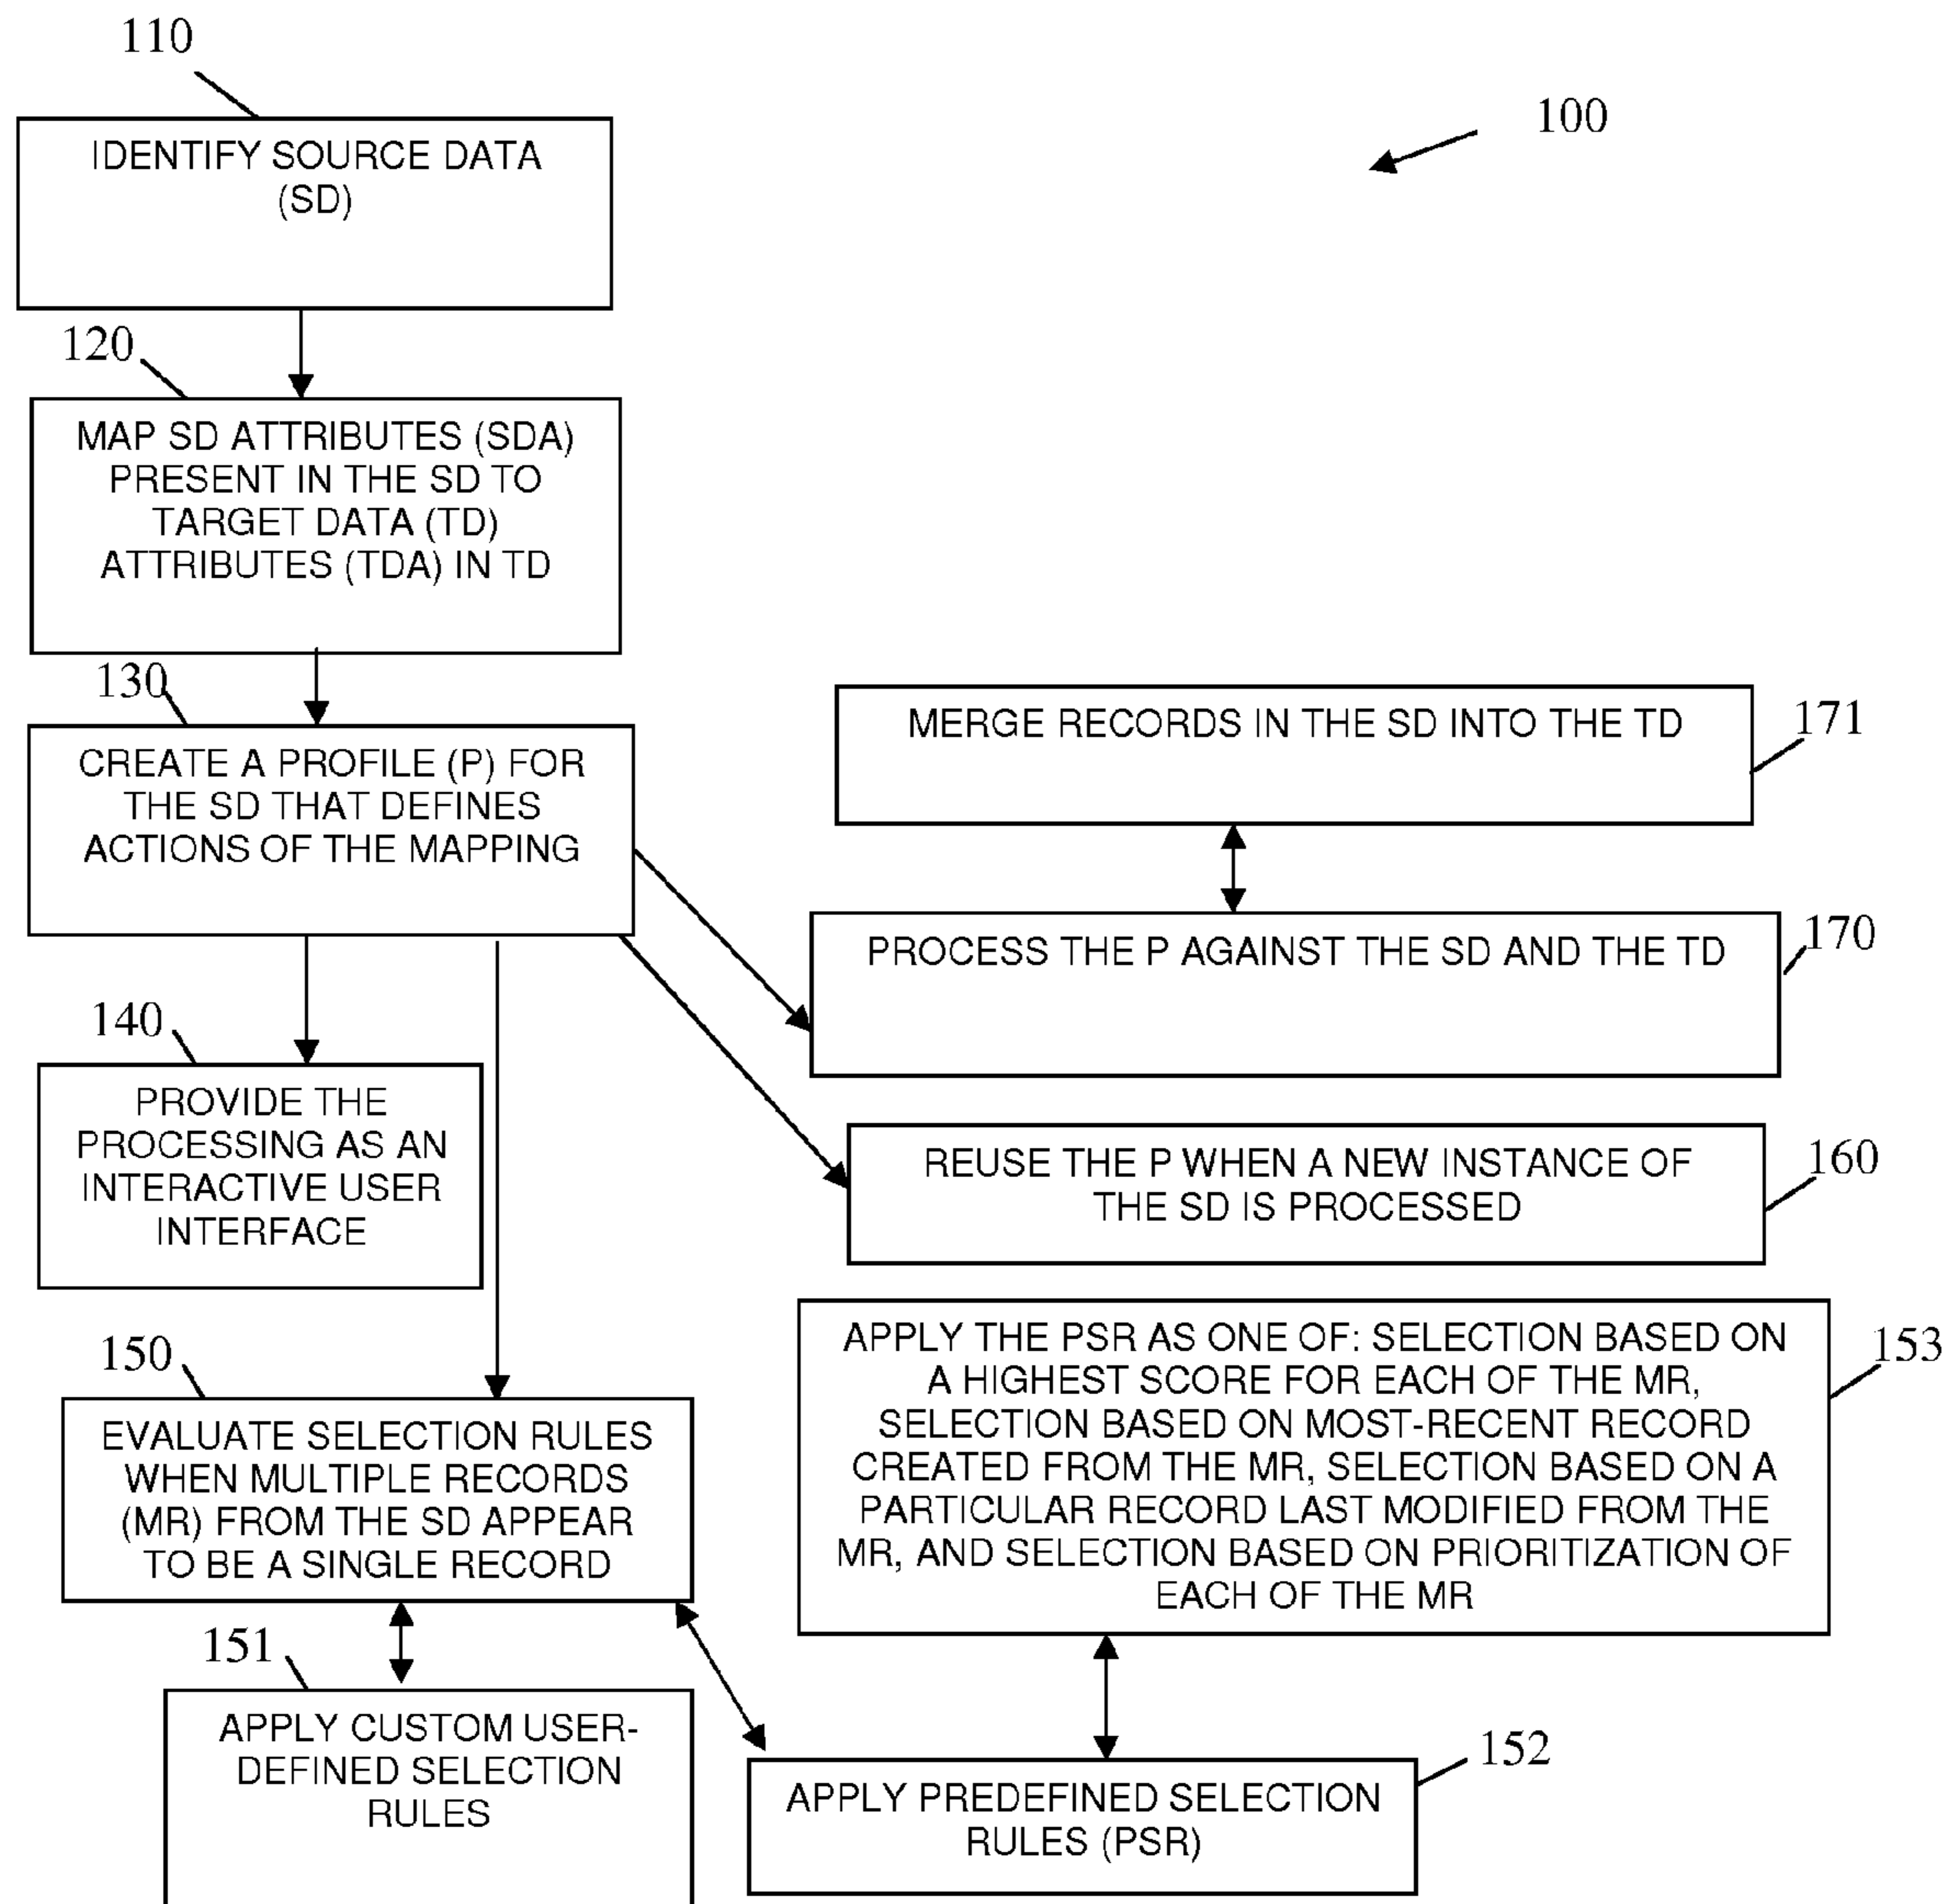 110
100
IDENTIFY SOURCE DATA
(SD)
120
MAP SD ATTRIBUTES (SDA)
PRESENT IN THE SD TO
TARGET DATA (TD)
ATTRIBUTES (TDA) IN TD
130
CREATE A PROFILE (P) FOR
THE SD THAT DEFINES
ACTIONS OF THE MAPPING
MERGE RECORDS IN THE SD INTO THE TD
171
PROCESS THE P AGAINST THE SD AND THE TD
170
140
PROVIDE THE
PROCESSING AS AN
INTERACTIVE USER
INTERFACE
REUSE THE P WHEN A NEW INSTANCE OF
THE SD IS PROCESSED
160
150
EVALUATE SELECTION RULES
WHEN MULTIPLE RECORDS
(MR) FROM THE SD APPEAR
TO BE A SINGLE RECORD
APPLY THE PSR AS ONE OF: SELECTION BASED ON
A HIGHEST SCORE FOR EACH OF THE MR,
SELECTION BASED ON MOST-RECENT RECORD
CREATED FROM THE MR, SELECTION BASED ON A
PARTICULAR RECORD LAST MODIFIED FROM THE
MR, AND SELECTION BASED ON PRIORITIZATION OF
EACH OF THE MR
153
151
APPLY CUSTOM USER-
DEFINED SELECTION
RULES
152
APPLY PREDEFINED SELECTION
RULES (PSR)